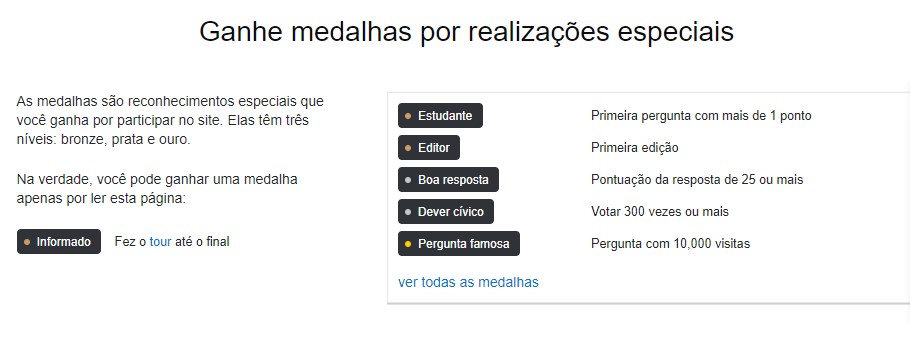 Ganhe medalhas por realizações especiais
As medalhas são reconhecimentos especiais que
você ganha por participar no site. Elas têm três
níveis: bronze, prata e ouro.
Na verdade, você pode ganhar uma medalha
apenas por ler esta página:
Informado Fez o tour até o final
Estudante Primeira pergunta com mais de 1 ponto
Editor Primeira edição
Boa resposta Pontuação da resposta de 25 ou mais
Dever cívico Votar 300 vezes ou mais
Pergunta famosa Pergunta com 10,000 visitas
ver todas as medalhas